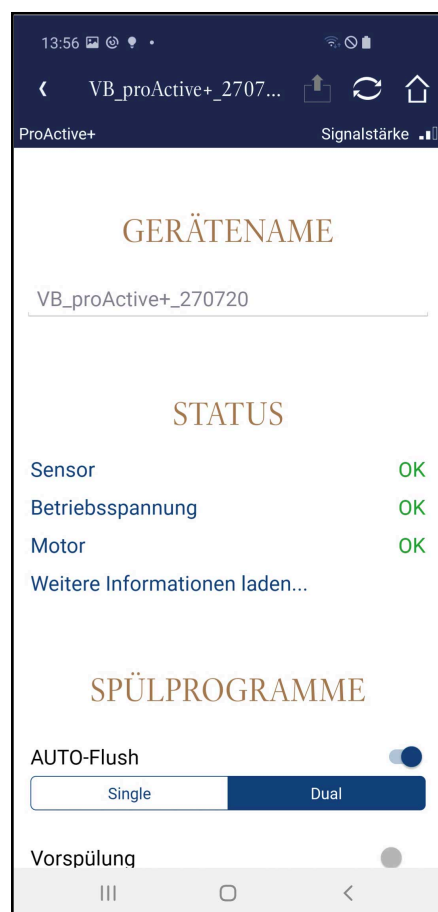 13:56
VB_proActive+_2707...
ProActive+ Signalstärke
GERÄTENAME
VB_proActive+_270720
STATUS
Sensor OK
Betriebsspannung OK
Motor OK
Weitere Informationen laden...
SPÜLPROGRAMME
AUTO-Flush
Single Dual
Vorspülung